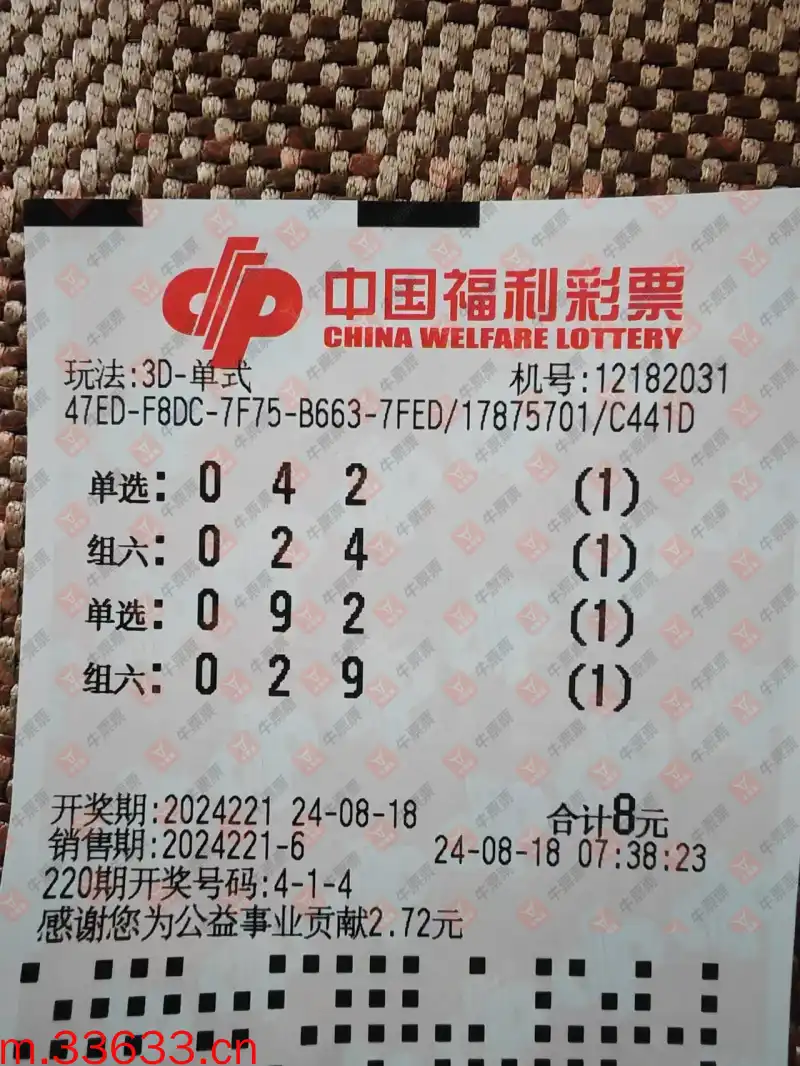 中国福利彩票
CHINA WELFARE LOTTERY
玩法:3D-单式 机号:12182031
47ED-F8DC-7F75-B663-7FED/17875701/C441D
单选: 0 4 2 (1)
组六: 0 2 4 (1)
单选: 0 9 2 (1)
组六: 0 2 9 (1)
开奖期:2024221 24-08-18 合计8元
销售期:2024221-6 24-08-18 07:38:23
220期开奖号码:4-1-4
感谢您为公益事业贡献2.72元
m.33633.cn